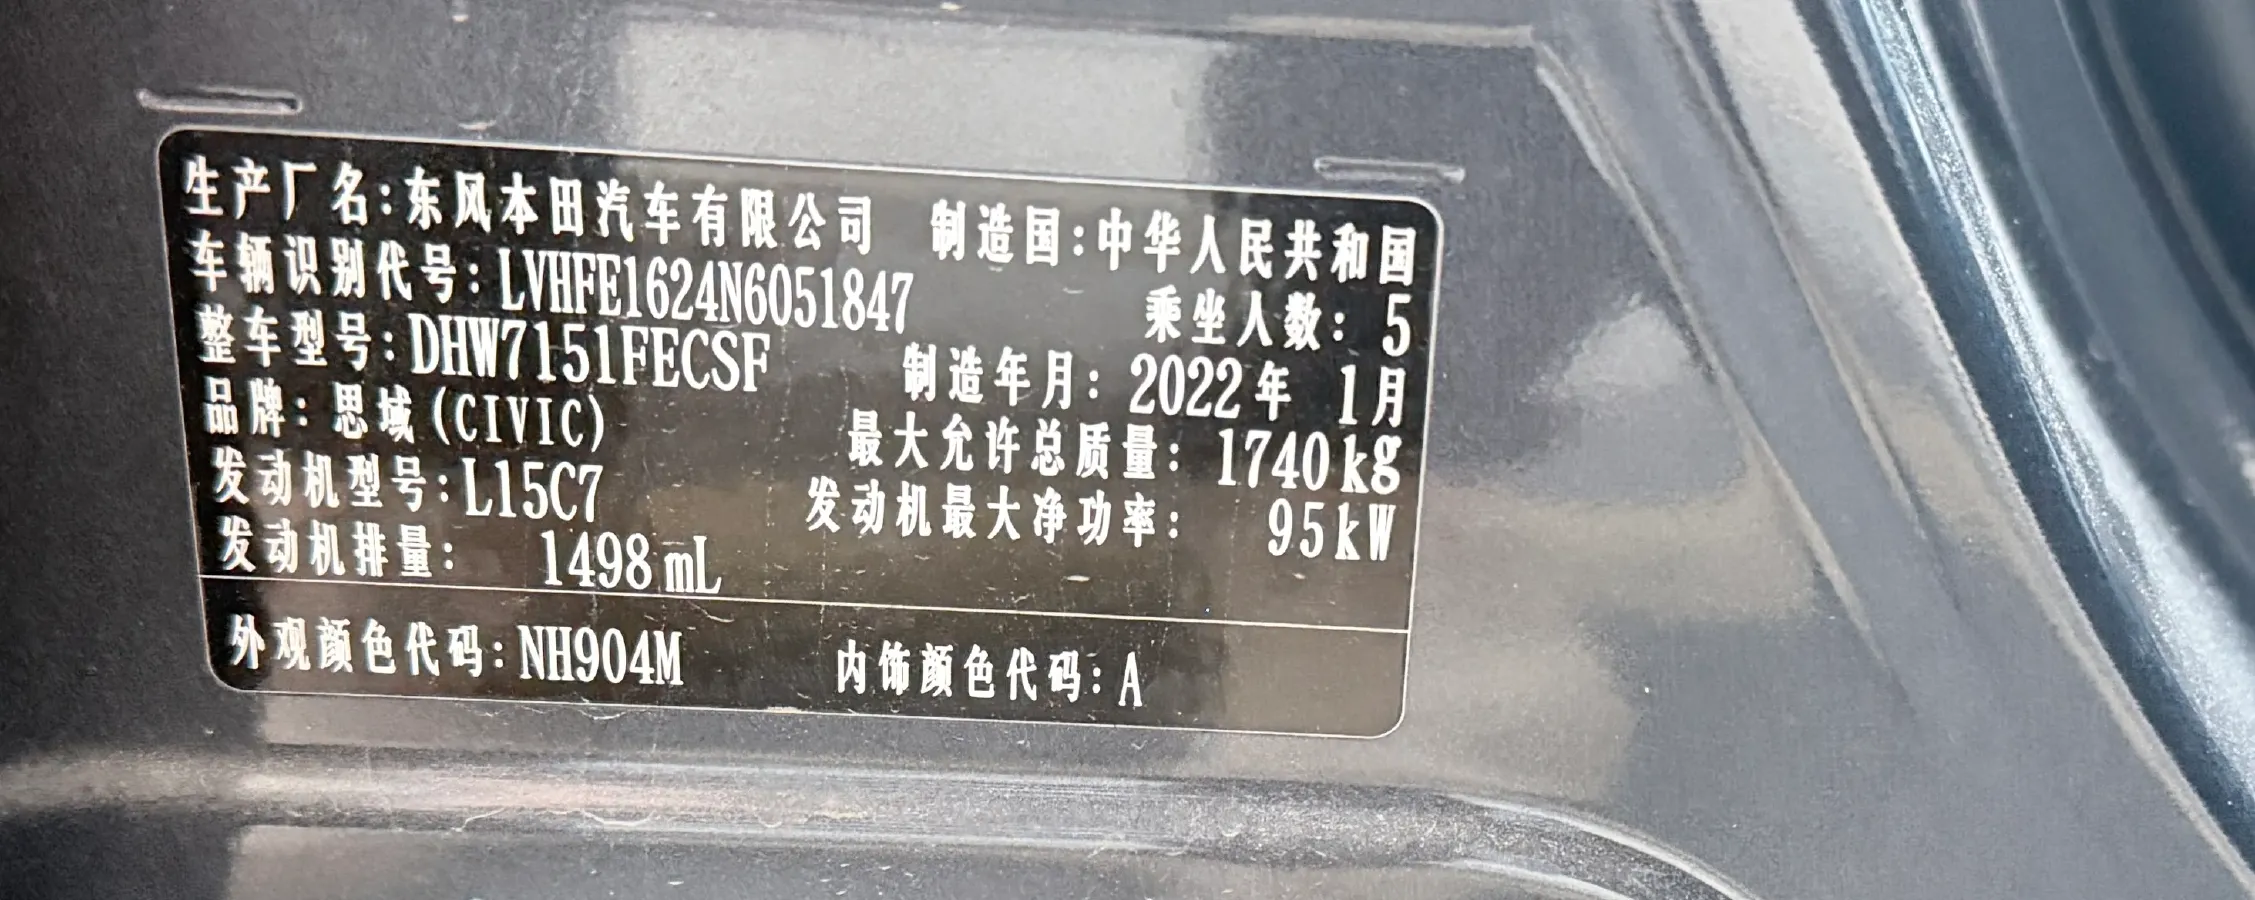 生产厂名:东风本田汽车有限公司 制造国:中华人民共和国
车辆识别代号:LVHFE1624N6051847 乘坐人数: 5
整车型号:DHW7151FECSF 制造年月: 2022年 1月
品牌: 思域(CIVIC) 最大允许总质量: 1740kg
发动机型号:L15C7 发动机最大净功率: 95kW
发动机排量: 1498mL
外观颜色代码:NH904M 内饰颜色代码:A